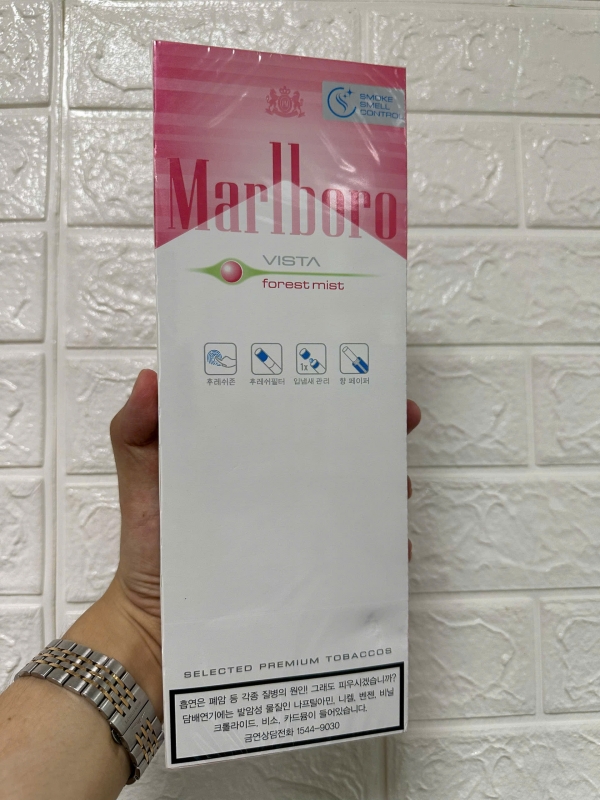 SMOKE
SMELL
CONTROL
Marlboro
VISTA
forest mist
1x
후레쉬존 후레쉬필터 입냄새 관리 향 페이퍼
SELECTED PREMIUM TOBACCOS
흡연은 폐암 등 각종 질병의 원인! 그래도 피우시겠습니까?
담배연기에는 발암성 물질인 나프틸아민, 니켈, 벤젠, 비닐
크롤라이드, 비소, 카드뮴이 들어있습니다.
금연상담전화 1544-9030